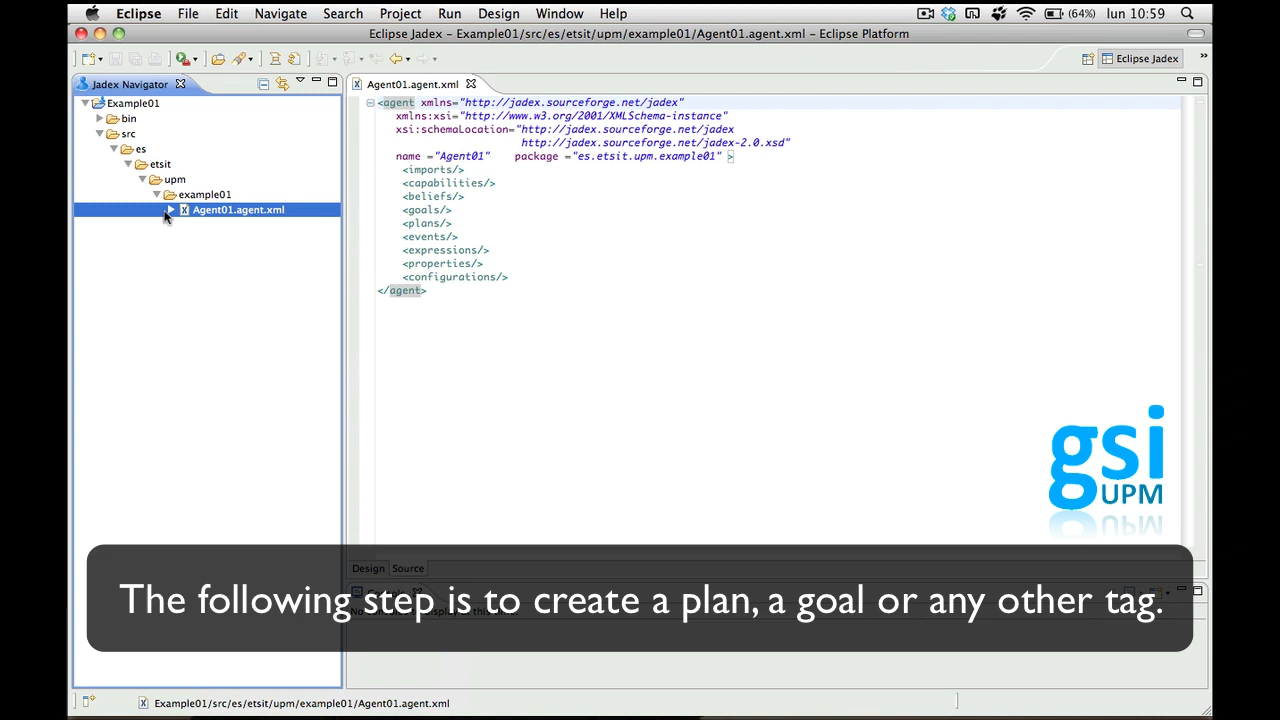 Eclipse File Edit Navigate Search Project Run Design Window Help (64%) lun 10:59
Eclipse Jadex – Example01/src/es/etsit/upm/example01/Agent01.agent.xml – Eclipse Platform
Eclipse Jadex
Jadex Navigator
Example01
bin
src
es
etsit
upm
example01
Agent01.agent.xml
Agent01.agent.xml
<agent xmlns="http://jadex.sourceforge.net/jadex"
xmlns:xsi="http://www.w3.org/2001/XMLSchema-instance"
xsi:schemaLocation="http://jadex.sourceforge.net/jadex
http://jadex.sourceforge.net/jadex-2.0.xsd"
name ="Agent01" package ="es.etsit.upm.example01" >
<imports/>
<capabilities/>
<beliefs/>
<goals/>
<plans/>
<events/>
<expressions/>
<properties/>
<configurations/>
</agent>
gsi
UPM
Design Source
The following step is to create a plan, a goal or any other tag.
Example01/src/es/etsit/upm/example01/Agent01.agent.xml